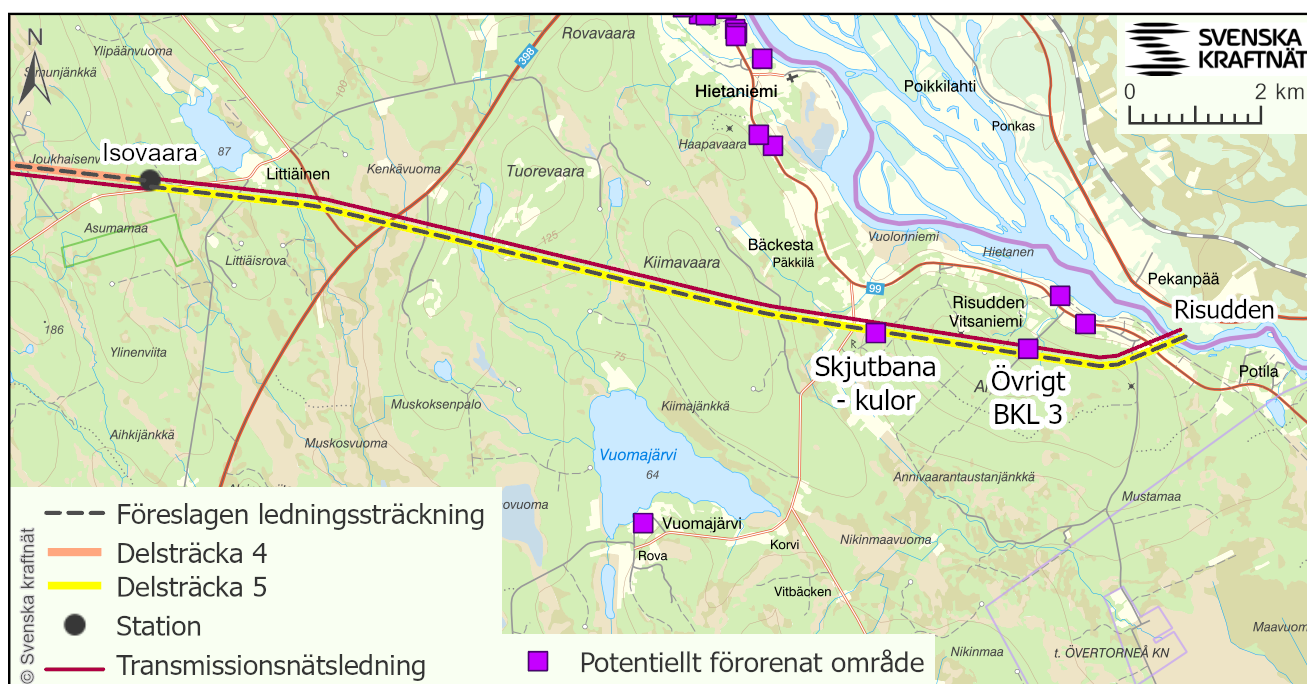 N
Ylipäänvuoma
398
Rovavaara
SVENSKA
KRAFTNÄT
0
2 km
Hietaniemi
Poikkilahti
Ponkas
100
87
Haapavaara
Isovaara
Littiäinen
Kenkävuoma
Tuorevaara
Asumamaa
Littiäisrova
125
Kiimavaara
Bäckesta
Päkkilä
Vuolonniemi
Hietanen
99
Pekanpää
Risudden
Vitsaniemi
Risudden
186
Ylinenviita
75
Skjutbana
- kulor
Övrigt
BKL 3
Potila
Muskoksenpalo
Kiimajänkkä
Aihkijänkkä
Muskosvuoma
Vuomajärvi
64
Annivaarantaustanjänkkä
Mustamaa
Vuomajärvi
Rova
Korvi
Nikinmaavuoma
Vitbäcken
Nikinmaa
t. ÖVERTORNEÅ KN
Föreslagen ledningssträckning
Delsträcka 4
Delsträcka 5
Station
Transmissionsnätsledning
Potentiellt förorenat område
© Svenska kraftnät